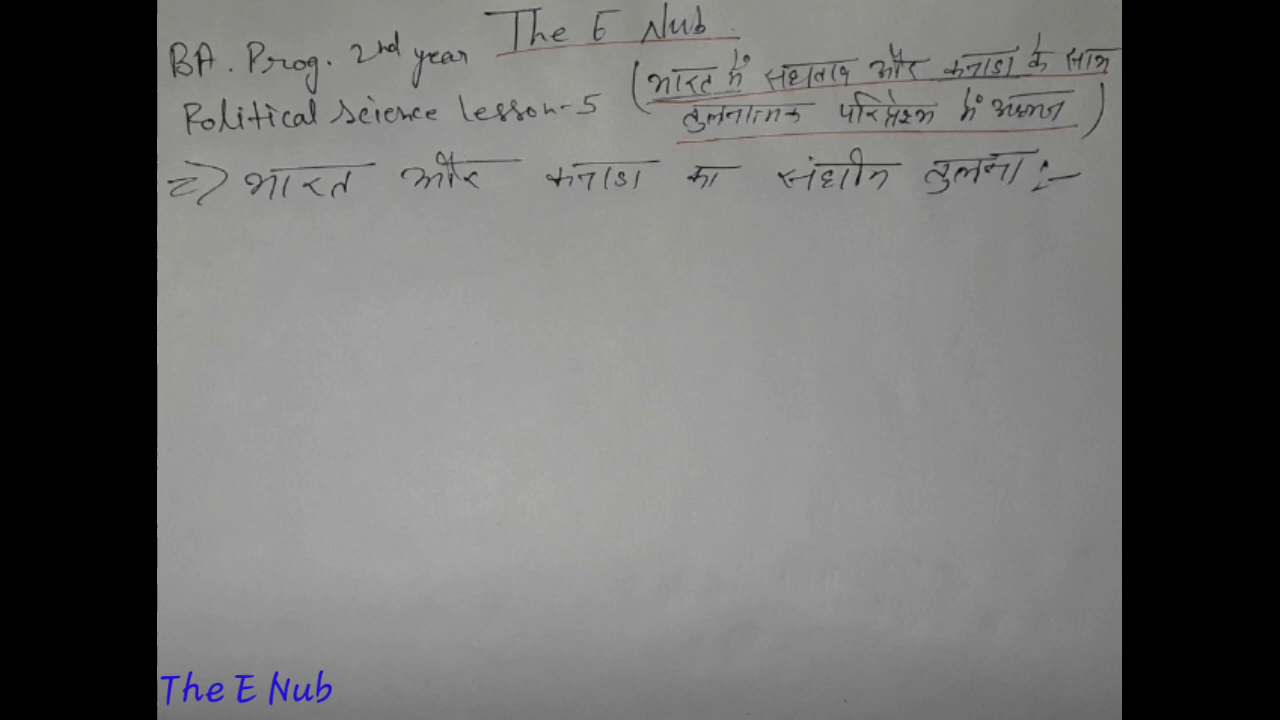 The E Nub
BA. Prog. 2nd year
Political science lesson-5
(भारत में संघवाद और कनाडा के साथ
तुलनात्मक परिप्रेक्ष्य में अध्ययन)
=> भारत और कनाडा का संघीय तुलना :-
The E Nub